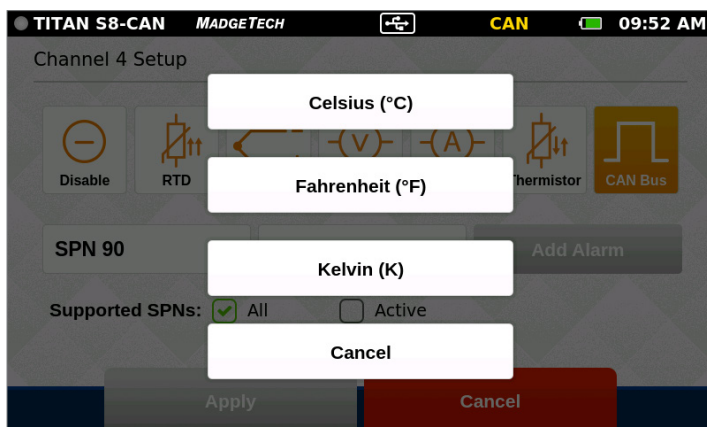 TITAN S8-CAN MADGETECH CAN 09:52 AM
Channel 4 Setup
Celsius (°C)
Disable RTD V A Thermistor CAN Bus
Fahrenheit (°F)
SPN 90 Add Alarm
Kelvin (K)
Supported SPNs: All Active
Cancel
Apply Cancel